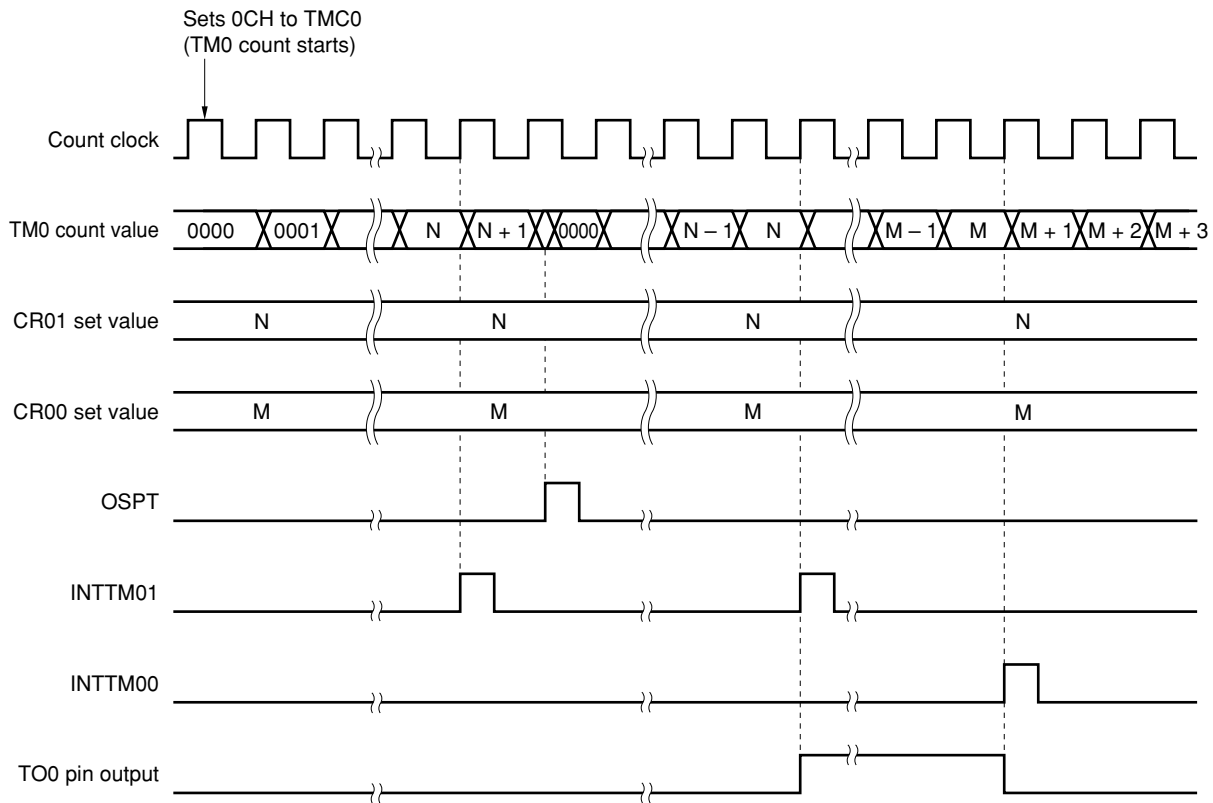 Sets 0CH to TMC0
(TM0 count starts)
Count clock
TM0 count value 0000 0001 N N + 1 0000 N – 1 N M – 1 M M + 1 M + 2 M + 3
CR01 set value N N N N
CR00 set value M M M M
OSPT
INTTM01
INTTM00
TO0 pin output